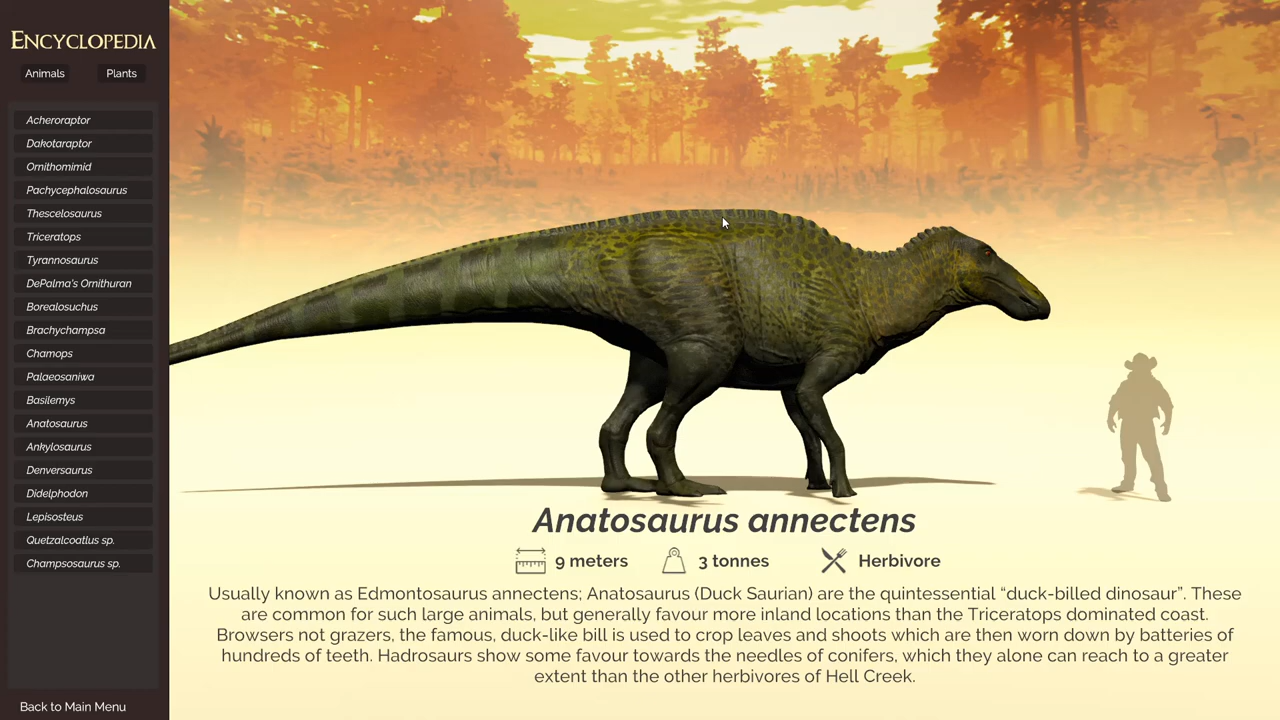 ENCYCLOPEDIA
Animals Plants
Acheroraptor
Dakotaraptor
Ornithomimid
Pachycephalosaurus
Thescelosaurus
Triceratops
Tyrannosaurus
DePalma's Ornithuran
Borealosuchus
Brachychampsa
Chamops
Palaeosaniwa
Basilemys
Anatosaurus
Ankylosaurus
Denversaurus
Didelphodon
Lepisosteus
Quetzalcoatlus sp.
Champsosaurus sp.
Back to Main Menu
Anatosaurus annectens
9 meters 3 tonnes Herbivore
Usually known as Edmontosaurus annectens; Anatosaurus (Duck Saurian) are the quintessential “duck-billed dinosaur”. These
are common for such large animals, but generally favour more inland locations than the Triceratops dominated coast.
Browsers not grazers, the famous, duck-like bill is used to crop leaves and shoots which are then worn down by batteries of
hundreds of teeth. Hadrosaurs show some favour towards the needles of conifers, which they alone can reach to a greater
extent than the other herbivores of Hell Creek.